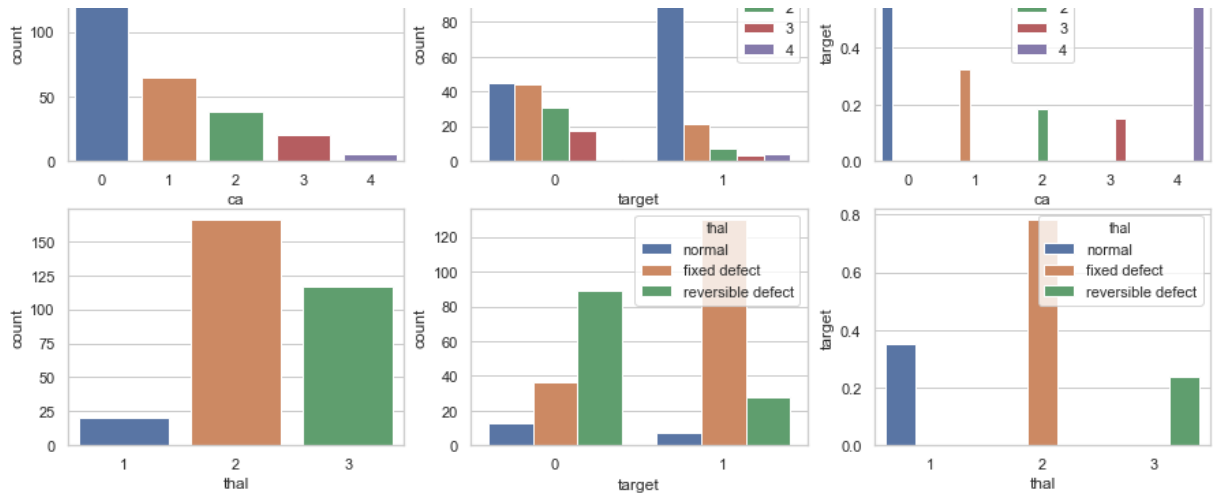 count
100
50
0
0 1 2 3 4
ca
count
80
60
40
20
0
2
3
4
0 1
target
target
0.4
0.2
0.0
2
3
4
0 1 2 3 4
ca
count
150
125
100
75
50
25
0
1 2 3
thal
count
120
100
80
60
40
20
0
thal
normal
fixed defect
reversible defect
0 1
target
target
0.8
0.6
0.4
0.2
0.0
thal
normal
fixed defect
reversible defect
1 2 3
thal